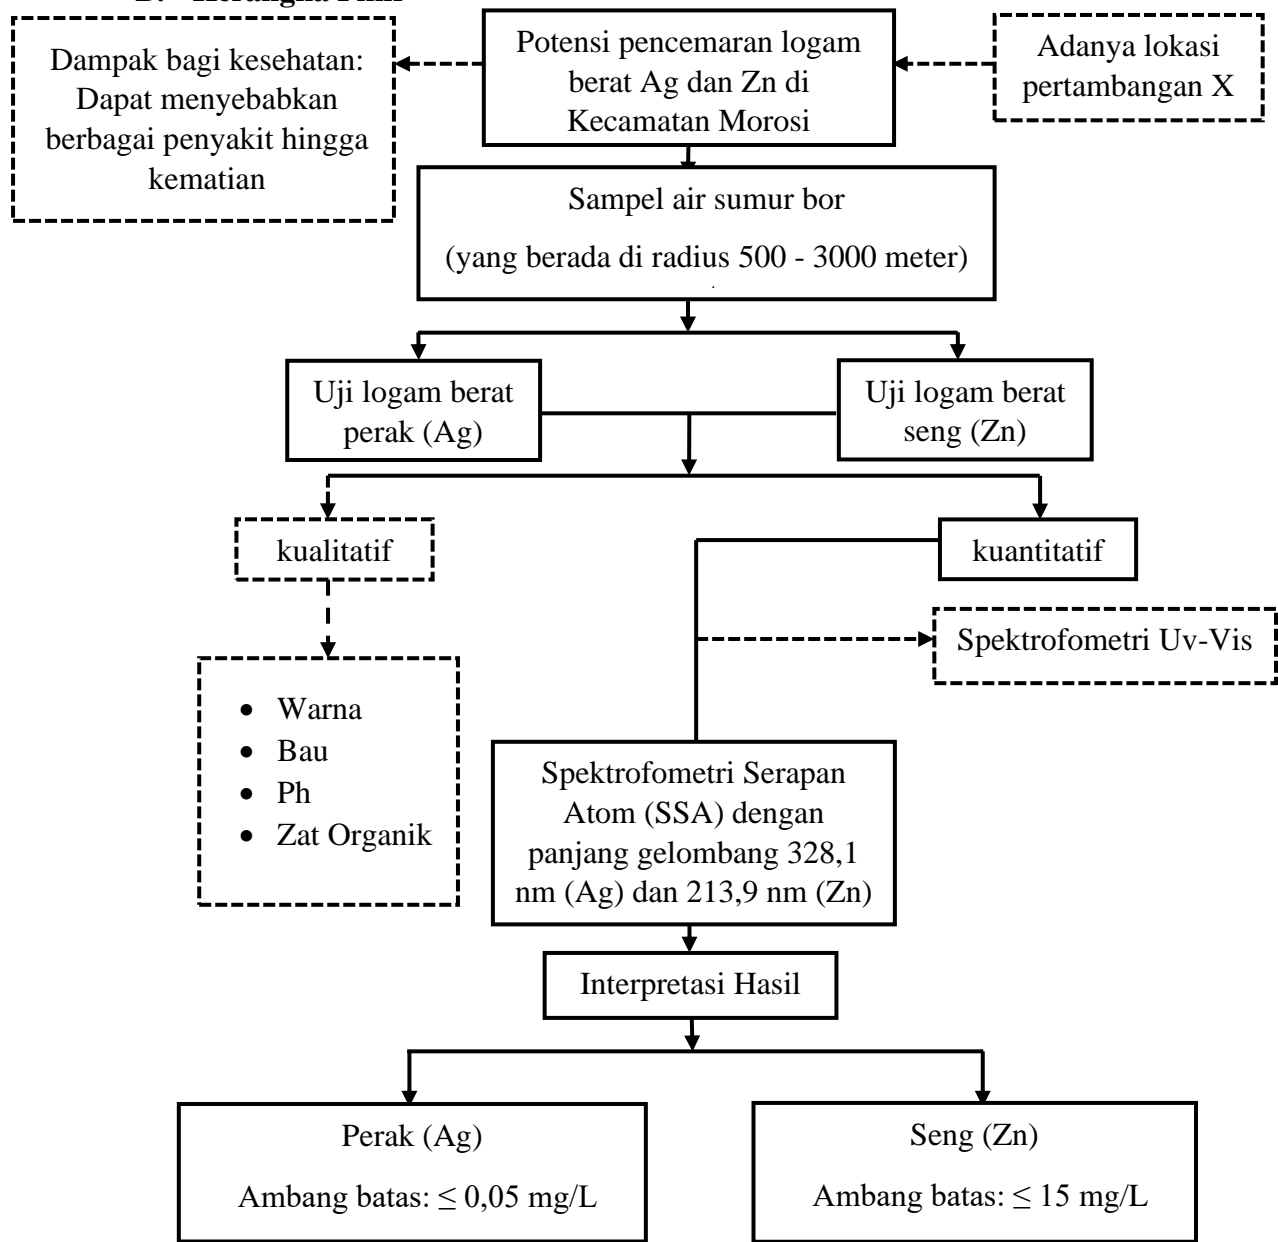 Dampak bagi kesehatan:
Dapat menyebabkan
berbagai penyakit hingga
kematian
Potensi pencemaran logam
berat Ag dan Zn di
Kecamatan Morosi
Adanya lokasi
pertambangan X
Sampel air sumur bor
(yang berada di radius 500 - 3000 meter)
Uji logam berat
perak (Ag)
Uji logam berat
seng (Zn)
kualitatif
kuantitatif
Spektrofometri Uv-Vis
• Warna
• Bau
• Ph
• Zat Organik
Spektrofometri Serapan
Atom (SSA) dengan
panjang gelombang 328,1
nm (Ag) dan 213,9 nm (Zn)
Interpretasi Hasil
Perak (Ag)
Ambang batas: ≤ 0,05 mg/L
Seng (Zn)
Ambang batas: ≤ 15 mg/L